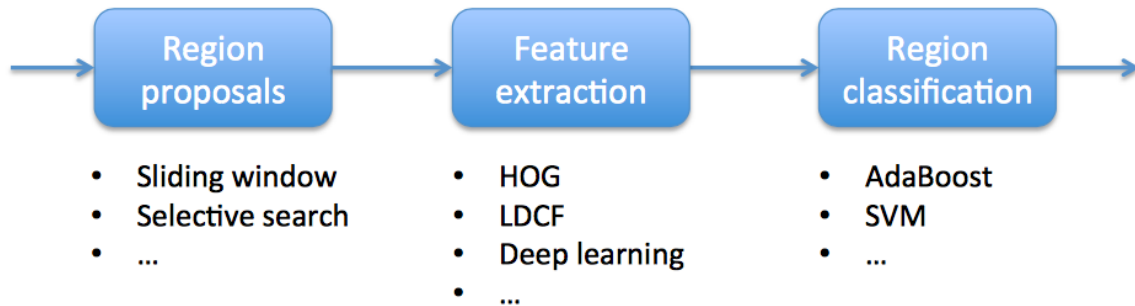 Region
proposals
Feature
extraction
Region
classification
• Sliding window
• Selective search
• ...
• HOG
• LDCF
• Deep learning
• ...
• AdaBoost
• SVM
• ...